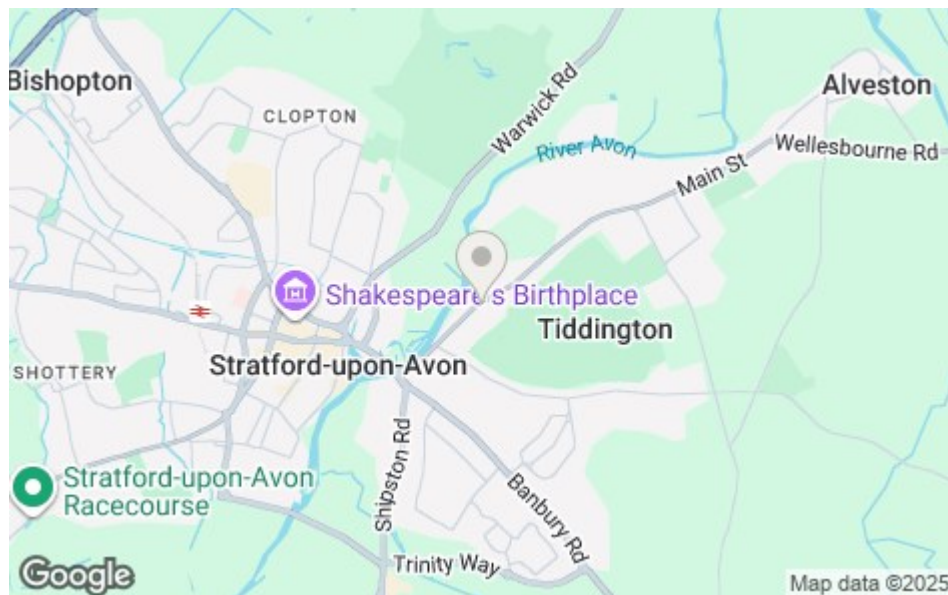 Bishopton
CLOPTON
Warwick Rd
River Avon
Alveston
Wellesbourne Rd
Main St
Shakespeare's Birthplace
Tiddington
Stratford-upon-Avon
SHOTTERY
Shipston Rd
Stratford-upon-Avon
Racecourse
Banbury Rd
Trinity Way
Google
Map data ©2025